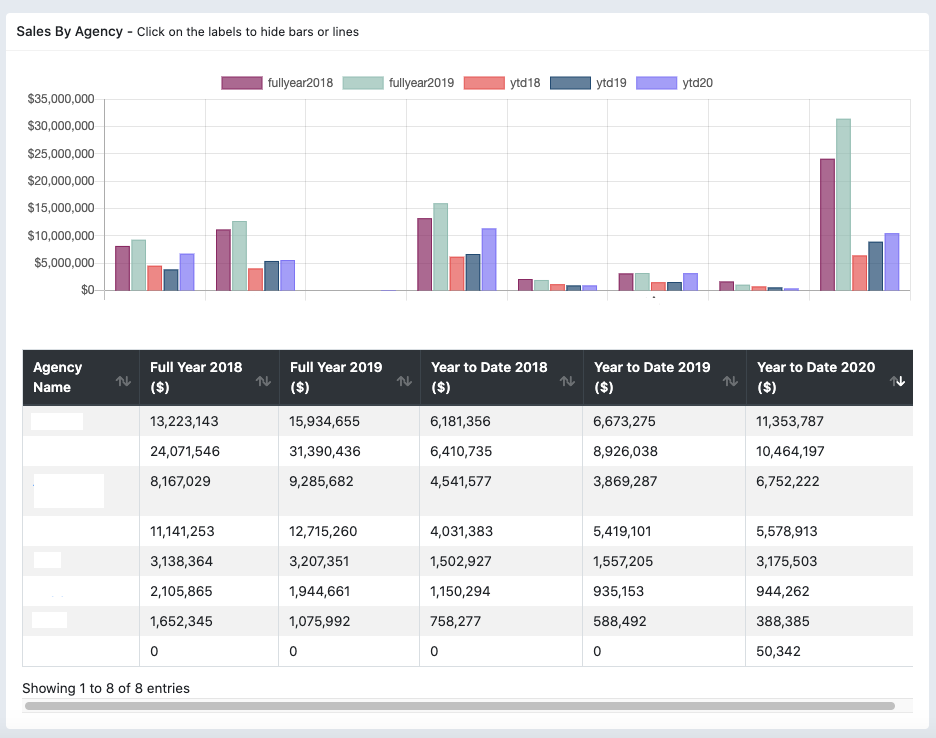 Sales By Agency - Click on the labels to hide bars or lines
fullyear2018 fullyear2019 ytd18 ytd19 ytd20
$35,000,000
$30,000,000
$25,000,000
$20,000,000
$15,000,000
$10,000,000
$5,000,000
$0
Agency Name Full Year 2018 ($) Full Year 2019 ($) Year to Date 2018 ($) Year to Date 2019 ($) Year to Date 2020 ($)
13,223,143 15,934,655 6,181,356 6,673,275 11,353,787
24,071,546 31,390,436 6,410,735 8,926,038 10,464,197
8,167,029 9,285,682 4,541,577 3,869,287 6,752,222
11,141,253 12,715,260 4,031,383 5,419,101 5,578,913
3,138,364 3,207,351 1,502,927 1,557,205 3,175,503
2,105,865 1,944,661 1,150,294 935,153 944,262
1,652,345 1,075,992 758,277 588,492 388,385
0 0 0 0 50,342
Showing 1 to 8 of 8 entries